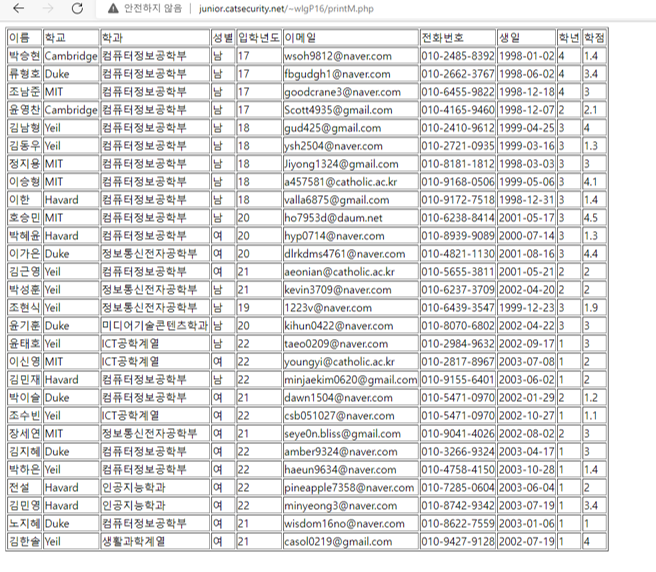 안전하지 않음 | junior.catsecurity.net/~wlgP16/printM.php
이름 학교 학과 성별 입학년도 이메일 전화번호 생일 학년 학점
박승현 Cambridge 컴퓨터정보공학부 남 17 wsoh9812@naver.com 010-2485-8392 1998-01-02 4 1.4
류형호 Duke 컴퓨터정보공학부 남 17 fbgudgh1@naver.com 010-2662-3767 1998-06-02 4 3.4
조남준 MIT 컴퓨터정보공학부 남 17 goodcrane3@naver.com 010-6455-9822 1998-12-18 4 3
윤영찬 Cambridge 컴퓨터정보공학부 남 17 Scott4935@gmail.com 010-4165-9460 1998-12-07 2 2.1
김남형 Yeil 컴퓨터정보공학부 남 18 gud425@gmail.com 010-2410-9612 1999-04-25 3 4
김동우 Yeil 컴퓨터정보공학부 남 18 ysh2504@naver.com 010-2721-0935 1999-03-16 3 1.3
정지용 MIT 컴퓨터정보공학부 남 18 Jiyong1324@gmail.com 010-8181-1812 1998-03-03 3 3
이승형 MIT 컴퓨터정보공학부 남 18 a457581@catholic.ac.kr 010-9168-0506 1999-05-06 3 4.1
이한 Havard 컴퓨터정보공학부 남 18 valla6875@gmail.com 010-9172-7518 1998-12-31 3 1.4
호승민 MIT 컴퓨터정보공학부 남 20 ho7953d@daum.net 010-6238-8414 2001-05-17 3 4.5
박혜윤 Havard 컴퓨터정보공학부 여 20 hyp0714@naver.com 010-8939-9089 2000-07-14 3 1.3
이가은 Duke 정보통신전자공학부 여 20 dlrkdms4761@naver.com 010-4821-1130 2001-08-16 3 4.4
김근영 Yeil 컴퓨터정보공학부 여 21 aeonian@catholic.ac.kr 010-5655-3811 2001-05-21 2 2
박성훈 Yeil 정보통신전자공학부 남 21 kevin3709@naver.com 010-6237-3709 2002-04-20 2 2
조현식 Yeil 정보통신전자공학부 남 19 1223v@naver.com 010-6439-3547 1999-12-23 3 1.9
윤기훈 Duke 미디어기술콘텐츠학과 남 20 kihun0422@naver.com 010-8070-6802 2002-04-22 3 3
윤태호 Yeil ICT공학계열 남 22 taeo0209@naver.com 010-2984-9632 2002-09-17 1 3
이신영 MIT ICT공학계열 여 22 youngyi@catholic.ac.kr 010-2817-8967 2003-07-08 1 2
김민재 Havard 컴퓨터정보공학부 남 22 minjaekim0620@gmail.com 010-9155-6401 2003-06-02 1 2
박이슬 Duke 컴퓨터정보공학부 여 21 dawn1504@naver.com 010-5471-0970 2002-01-29 2 1.2
조수빈 Yeil ICT공학계열 여 22 csb051027@naver.com 010-5471-0970 2002-10-27 1 1.1
장세연 MIT 정보통신전자공학부 여 21 seye0n.bliss@gmail.com 010-9041-4026 2002-08-02 2 3
김지혜 Duke 컴퓨터정보공학부 여 22 amber9324@naver.com 010-3266-9324 2003-04-17 1 3
박하은 Yeil 컴퓨터정보공학부 여 22 haeun9634@naver.com 010-4758-4150 2003-10-28 1 1.4
전설 Havard 인공지능학과 여 22 pineapple7358@naver.com 010-7285-0604 2003-06-04 1 2
김민영 Havard 인공지능학과 여 22 minyeong3@naver.com 010-8742-9342 2003-07-19 1 3.4
노지혜 Duke 컴퓨터정보공학부 여 21 wisdom16no@naver.com 010-8622-7559 2003-01-06 1 1
김한솔 Yeil 생활과학계열 여 21 casol0219@gmail.com 010-9427-9128 2002-07-19 1 4